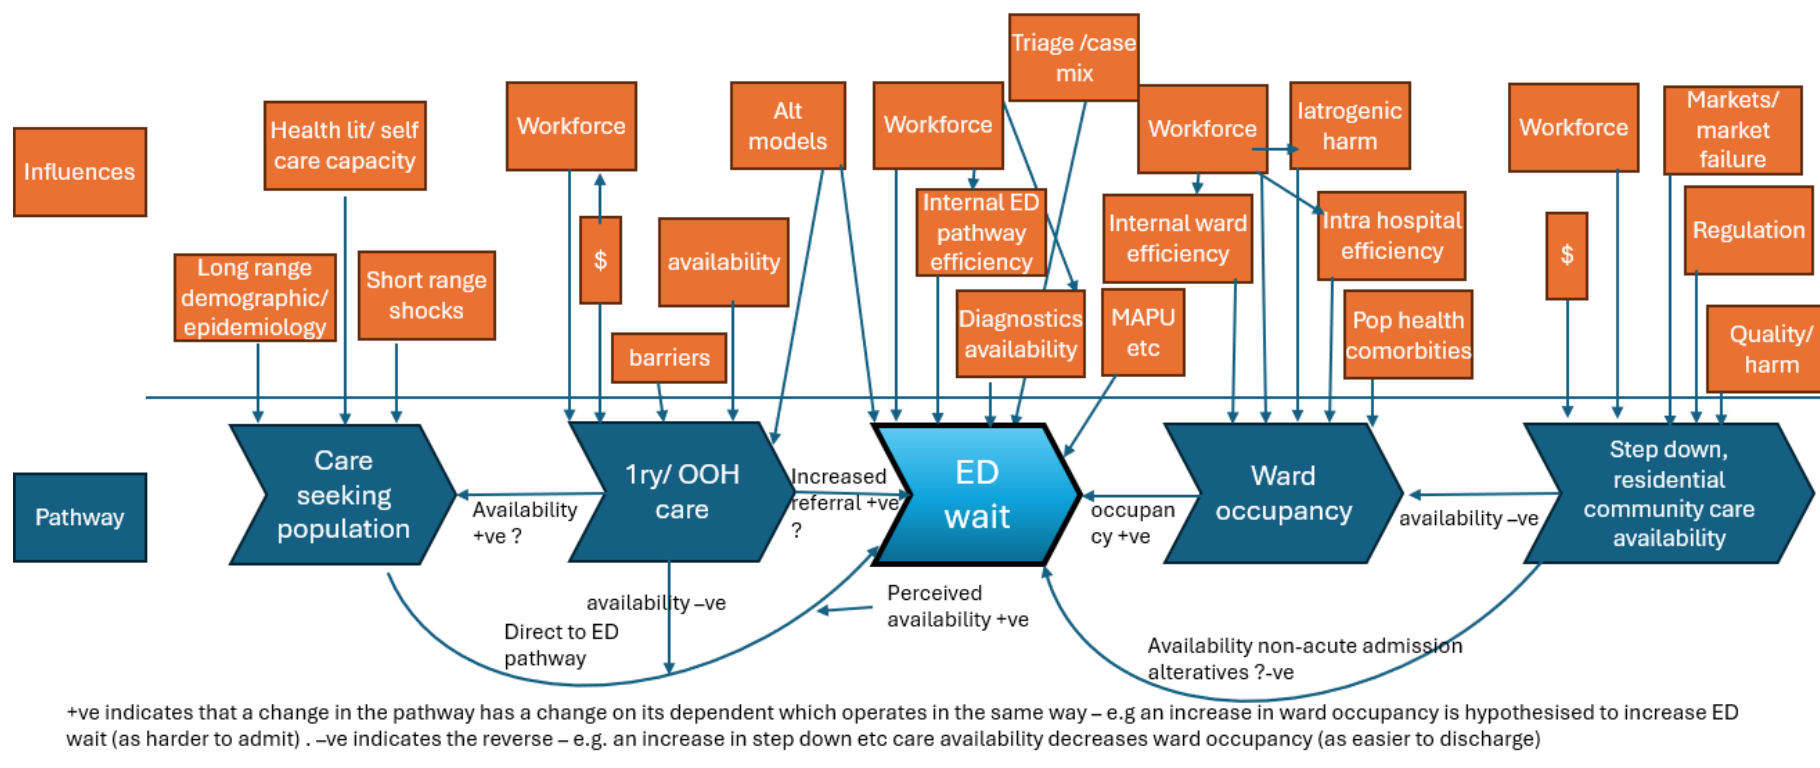 Influences
Health lit/ self
care capacity
Long range
demographic/
epidemiology
Short range
shocks
Workforce
$
barriers
availability
Alt
models
Workforce
Triage /case
mix
Internal ED
pathway
efficiency
Diagnostics
availability
MAPU
etc
Workforce
Iatrogenic
harm
Internal ward
efficiency
Intra hospital
efficiency
Pop health
comorbities
Workforce
$
Markets/
market
failure
Regulation
Quality/
harm
Pathway
Care
seeking
population
Availability
+ve ?
1ry/ OOH
care
Increased
referral +ve
?
ED
wait
occupan
cy +ve
Ward
occupancy
availability –ve
Step down,
residential
community care
availability
availability –ve
Direct to ED
pathway
Perceived
availability +ve
Availability non-acute admission
alteratives ?-ve
+ve indicates that a change in the pathway has a change on its dependent which operates in the same way – e.g an increase in ward occupancy is hypothesised to increase ED
wait (as harder to admit) . –ve indicates the reverse – e.g. an increase in step down etc care availability decreases ward occupancy (as easier to discharge)